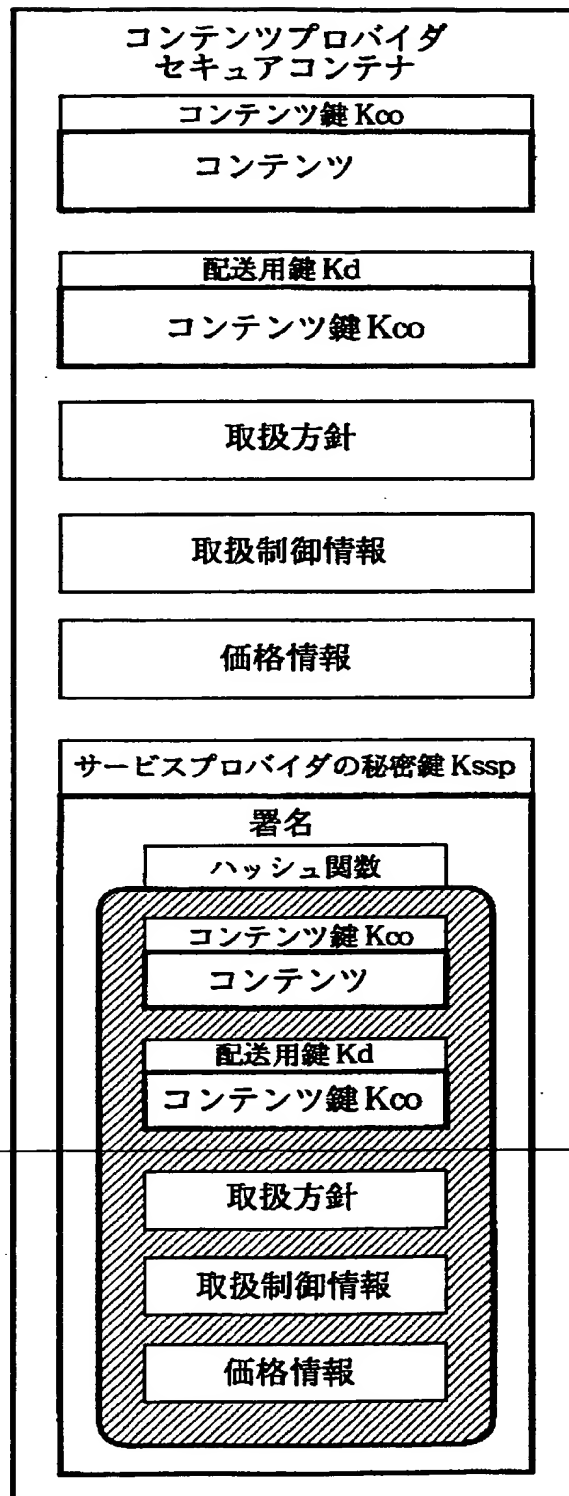 コンテンツプロバイダ
セキュアコンテナ
コンテンツ鍵Kco
コンテンツ
配送用鍵Kd
コンテンツ鍵Kco
取扱方針
取扱制御情報
価格情報
サービスプロバイダの秘密鍵Kssp
署名
ハッシュ関数
コンテンツ鍵Kco
コンテンツ
配送用鍵Kd
コンテンツ鍵Kco
取扱方針
取扱制御情報
価格情報